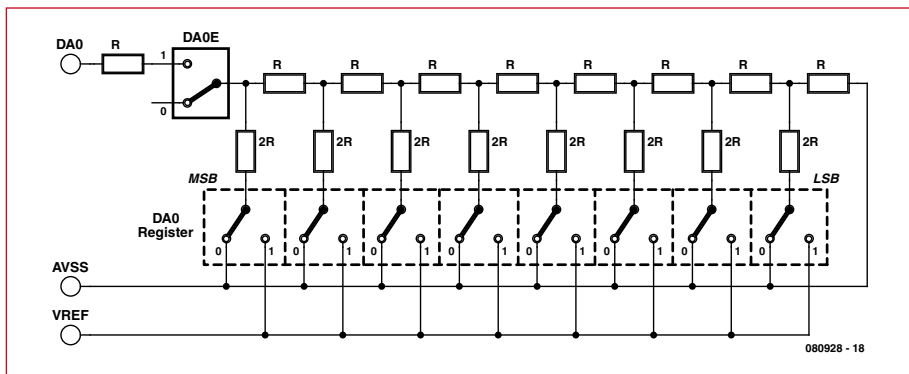 DA0 R DA0E R R R R R R R R
1
0
2R 2R 2R 2R 2R 2R 2R 2R
MSB LSB
DA0
Register
0 1 0 1 0 1 0 1 0 1 0 1 0 1 0 1
AVSS
VREF
080928 - 18